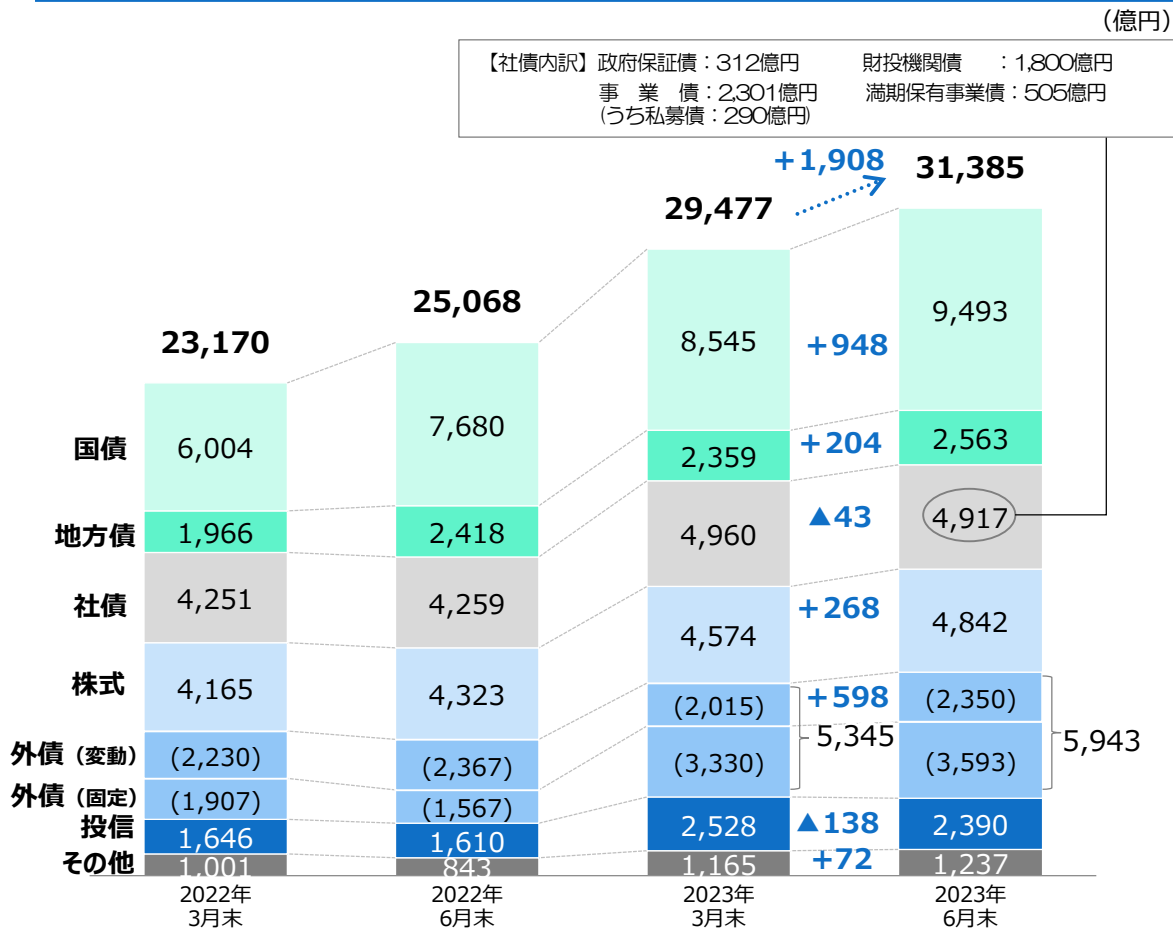 (億円)
【社債内訳】政府保証債：312億円　財投機関債　：1,800億円
事　業　債：2,301億円　満期保有事業債：505億円
(うち私募債：290億円)
+1,908
31,385
29,477
25,068
23,170
国債
6,004
7,680
8,545
+948
9,493
地方債
1,966
2,418
2,359
+204
2,563
社債
4,251
4,259
4,960
▲43
4,917
株式
4,165
4,323
4,574
+268
4,842
外債（変動）
(2,230)
(2,367)
(2,015)
+598
(2,350)
5,345
5,943
外債（固定）
(1,907)
(1,567)
(3,330)
(3,593)
投信
1,646
1,610
2,528
▲138
2,390
その他
1,001
843
1,165
+72
1,237
2022年
3月末
2022年
6月末
2023年
3月末
2023年
6月末